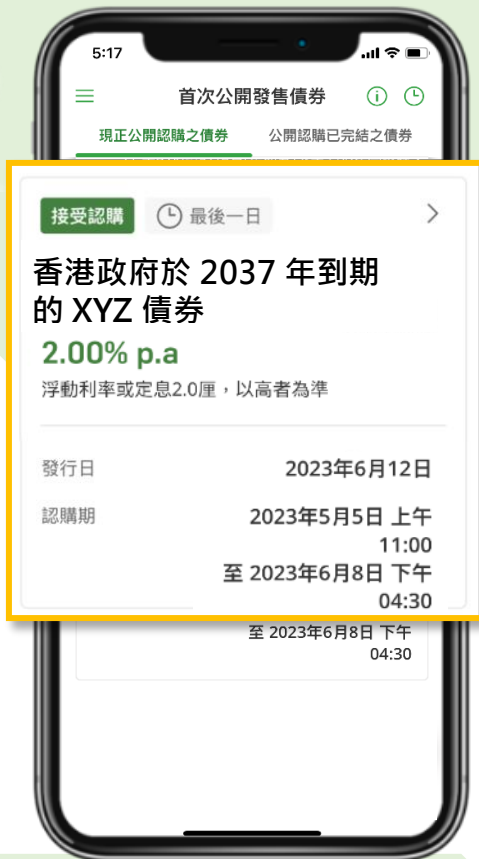 5:17
首次公開發售債券
現正公開認購之債券 公開認購已完結之債券
接受認購 最後一日
香港政府於 2037 年到期
的 XYZ 債券
2.00% p.a
浮動利率或定息2.0厘，以高者為準
發行日 2023年6月12日
認購期 2023年5月5日 上午
11:00
至 2023年6月8日 下午
04:30
至 2023年6月8日 下午
04:30